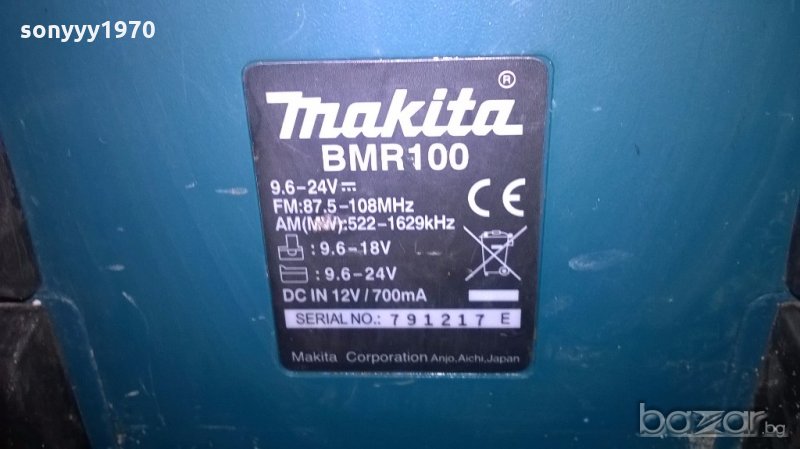 sonyyy1970
makita ®
BMR100
9.6-24V⎓
FM:87.5-108MHz
AM(MW):522-1629kHz
CE
: 9.6-18V
: 9.6-24V
DC IN 12V / 700mA
SERIAL NO.: 791217 E
Makita Corporation Anjo, Aichi, Japan
bazar.bg